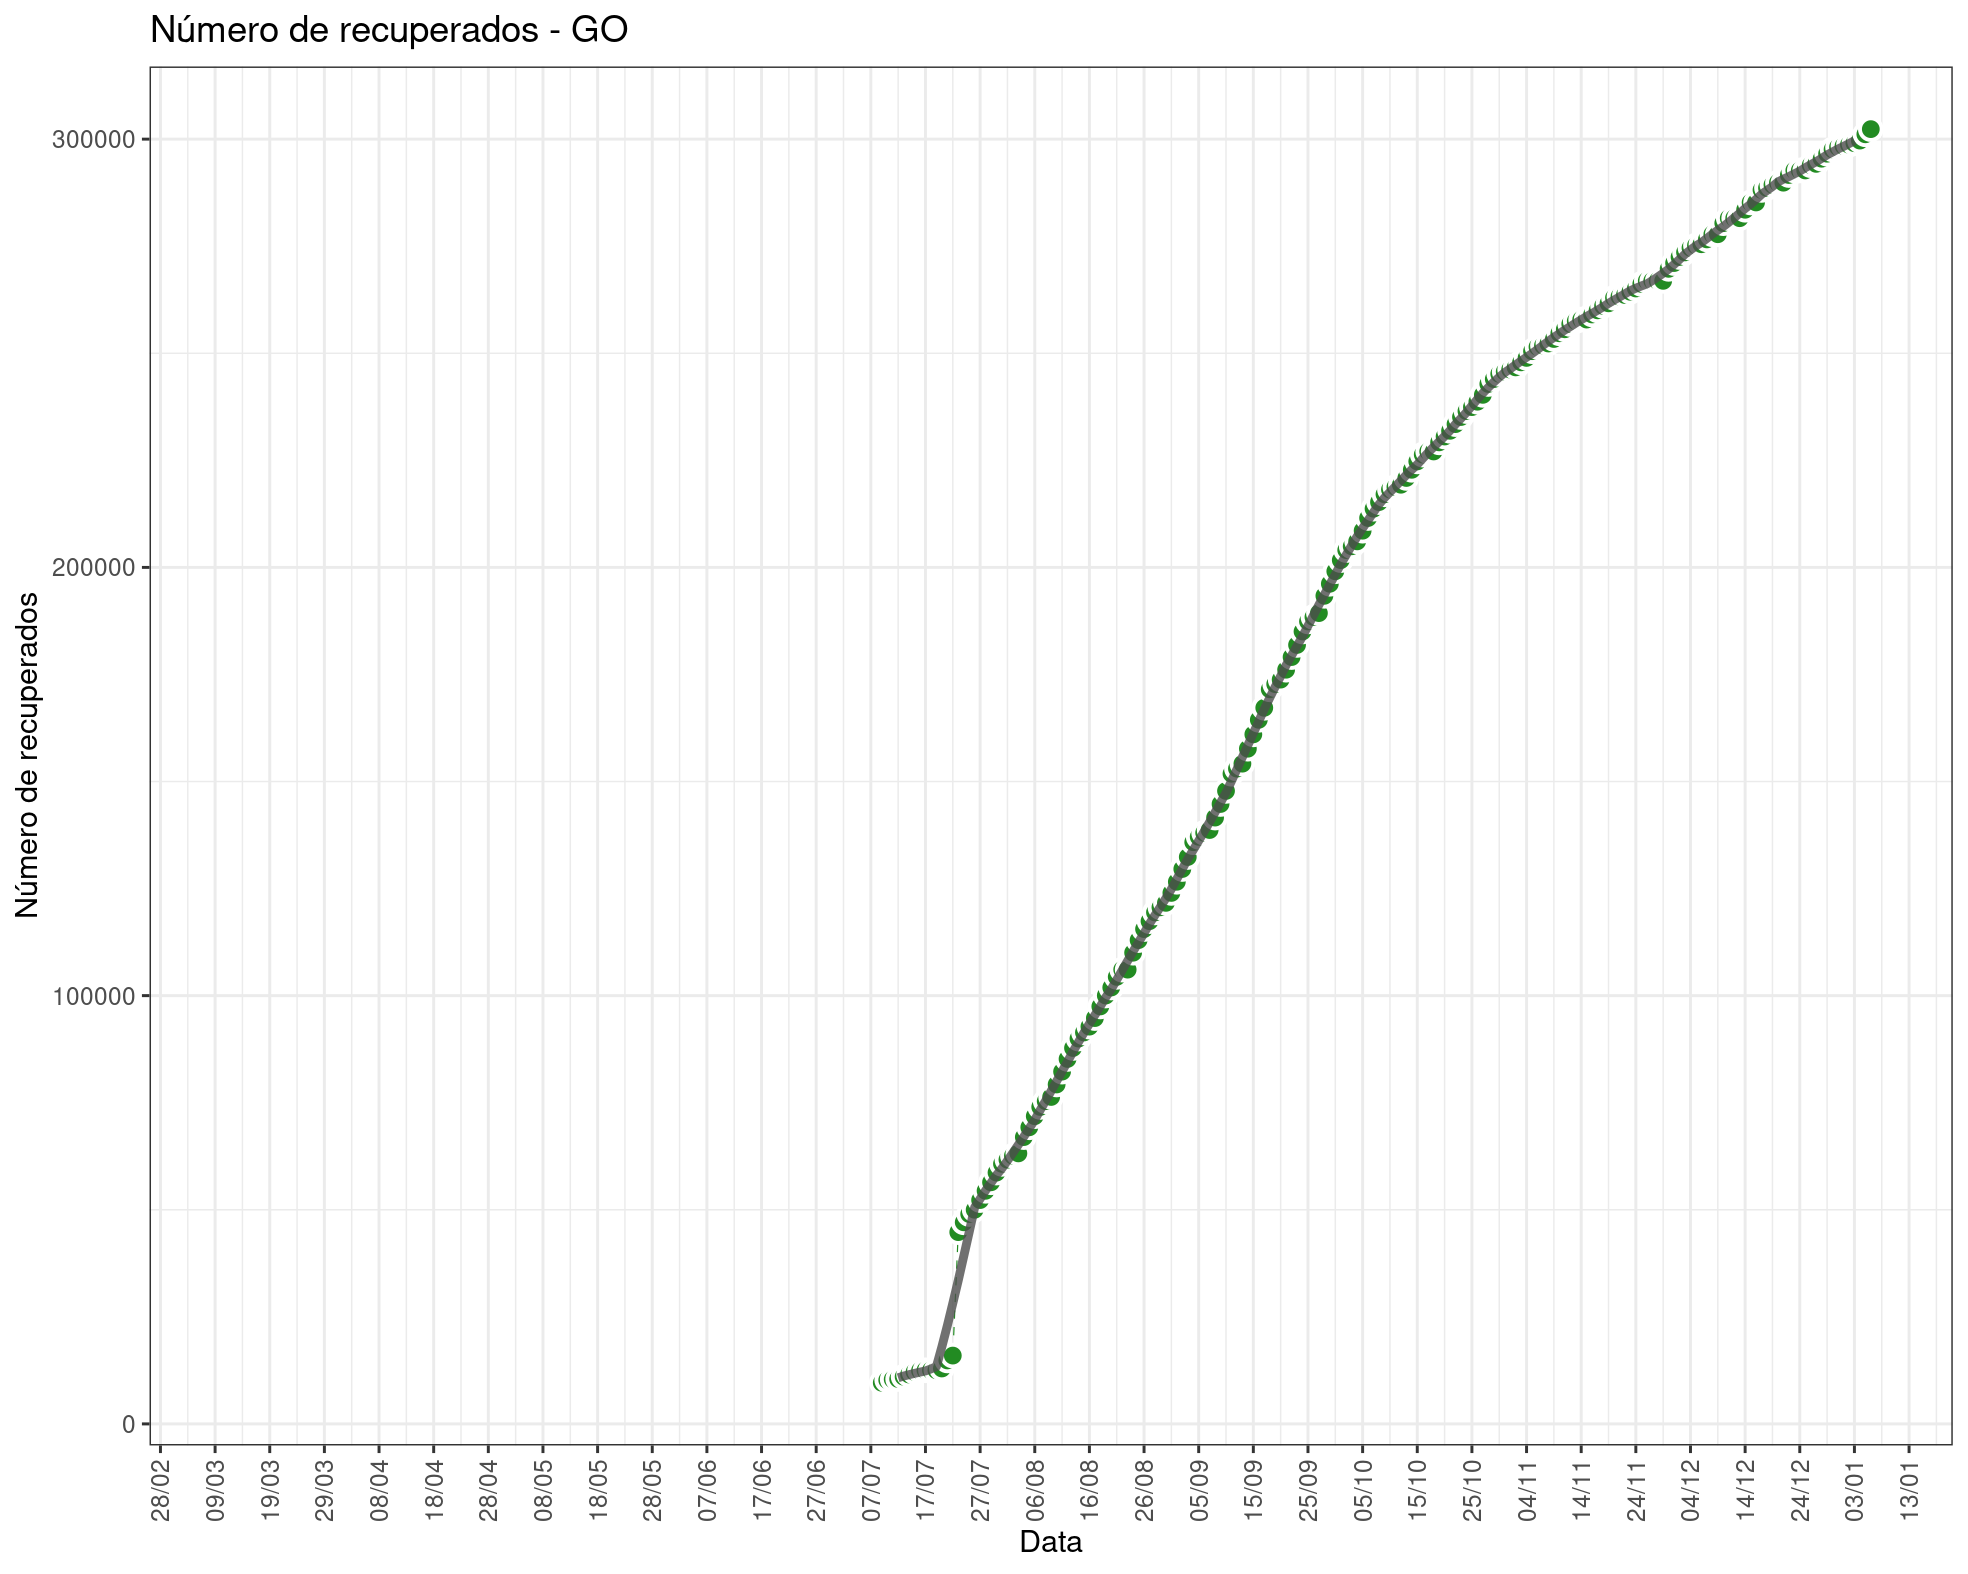 Número de recuperados - GO
Número de recuperados
300000
200000
100000
0
28/02 09/03 19/03 29/03 08/04 18/04 28/04 08/05 18/05 28/05 07/06 17/06 27/06 07/07 17/07 27/07 06/08 16/08 26/08 05/09 15/09 25/09 05/10 15/10 25/10 04/11 14/11 24/11 04/12 14/12 24/12 03/01 13/01
Data